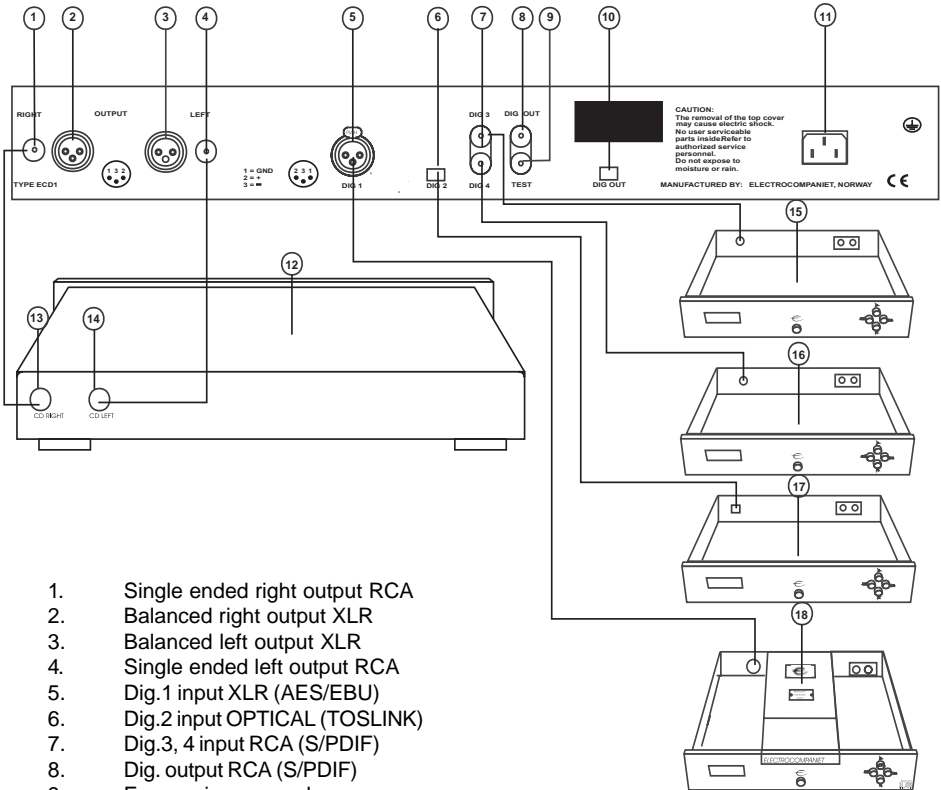 1 2 3 4 5 6 7 8 9 10 11
RIGHT OUTPUT LEFT DIG 3 DIG OUT
CAUTION:
The removal of the top cover
may cause electric shock.
No user serviceable
parts insideRefer to
authorized service
personnel.
Do not expose to
moisture or rain.
PUSH
1 3 2
2 3 1
1 = GND
2 = +
3 = -
TYPE ECD1 DIG 1 DIG 2 DIG 4 TEST DIG OUT MANUFACTURED BY: ELECTROCOMPANIET, NORWAY CE
15
12
13 14
16
CD RIGHT CD LEFT
17
18
ELECTROCOMPANIET
1. Single ended right output RCA
2. Balanced right output XLR
3. Balanced left output XLR
4. Single ended left output RCA
5. Dig.1 input XLR (AES/EBU)
6. Dig.2 input OPTICAL (TOSLINK)
7. Dig.3, 4 input RCA (S/PDIF)
8. Dig. output RCA (S/PDIF)